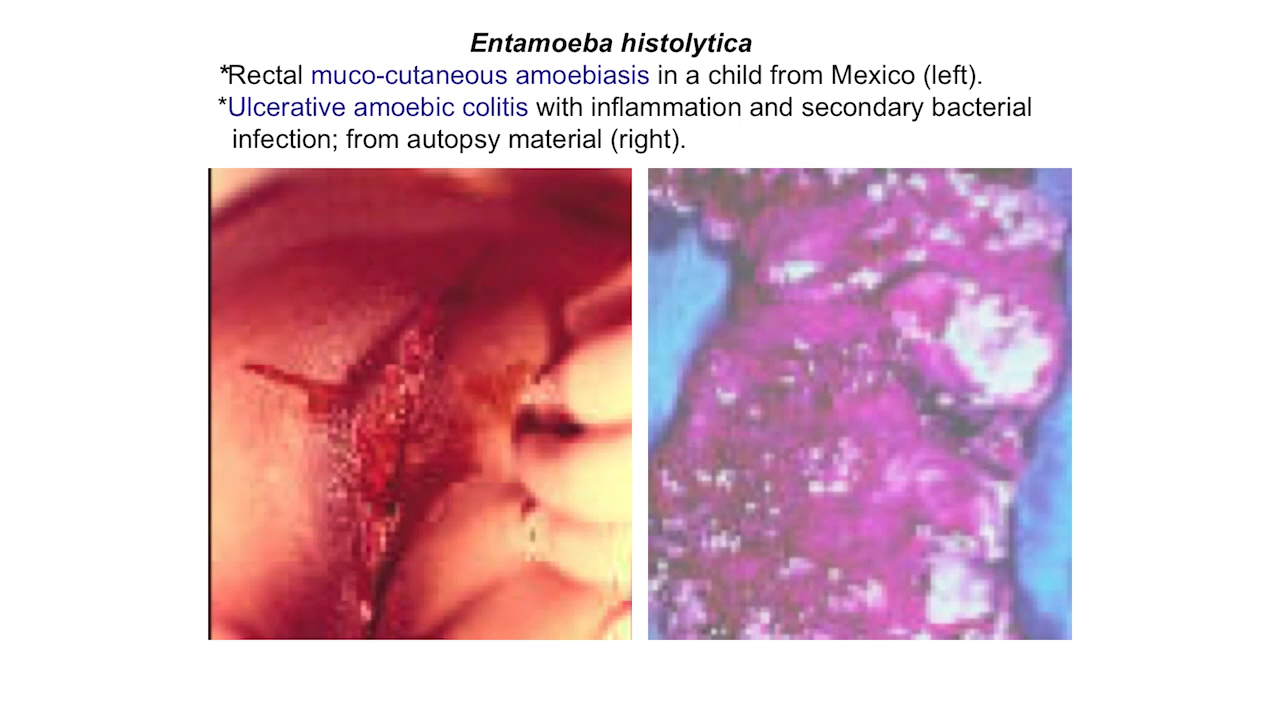 Entamoeba histolytica
*Rectal muco-cutaneous amoebiasis in a child from Mexico (left).
*Ulcerative amoebic colitis with inflammation and secondary bacterial
infection; from autopsy material (right).